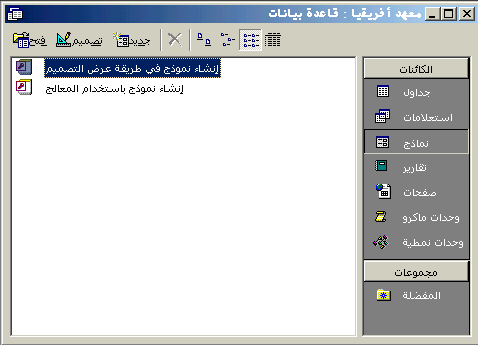 معهد أفريقيا : قاعدة بيانات
فتح تصميم جديد
إنشاء نموذج في طريقة عرض التصميم
إنشاء نموذج باستخدام المعالج
الكائنات
جداول
استعلامات
نماذج
تقارير
صفحات
وحدات ماكرو
وحدات نمطية
مجموعات
المفضلة